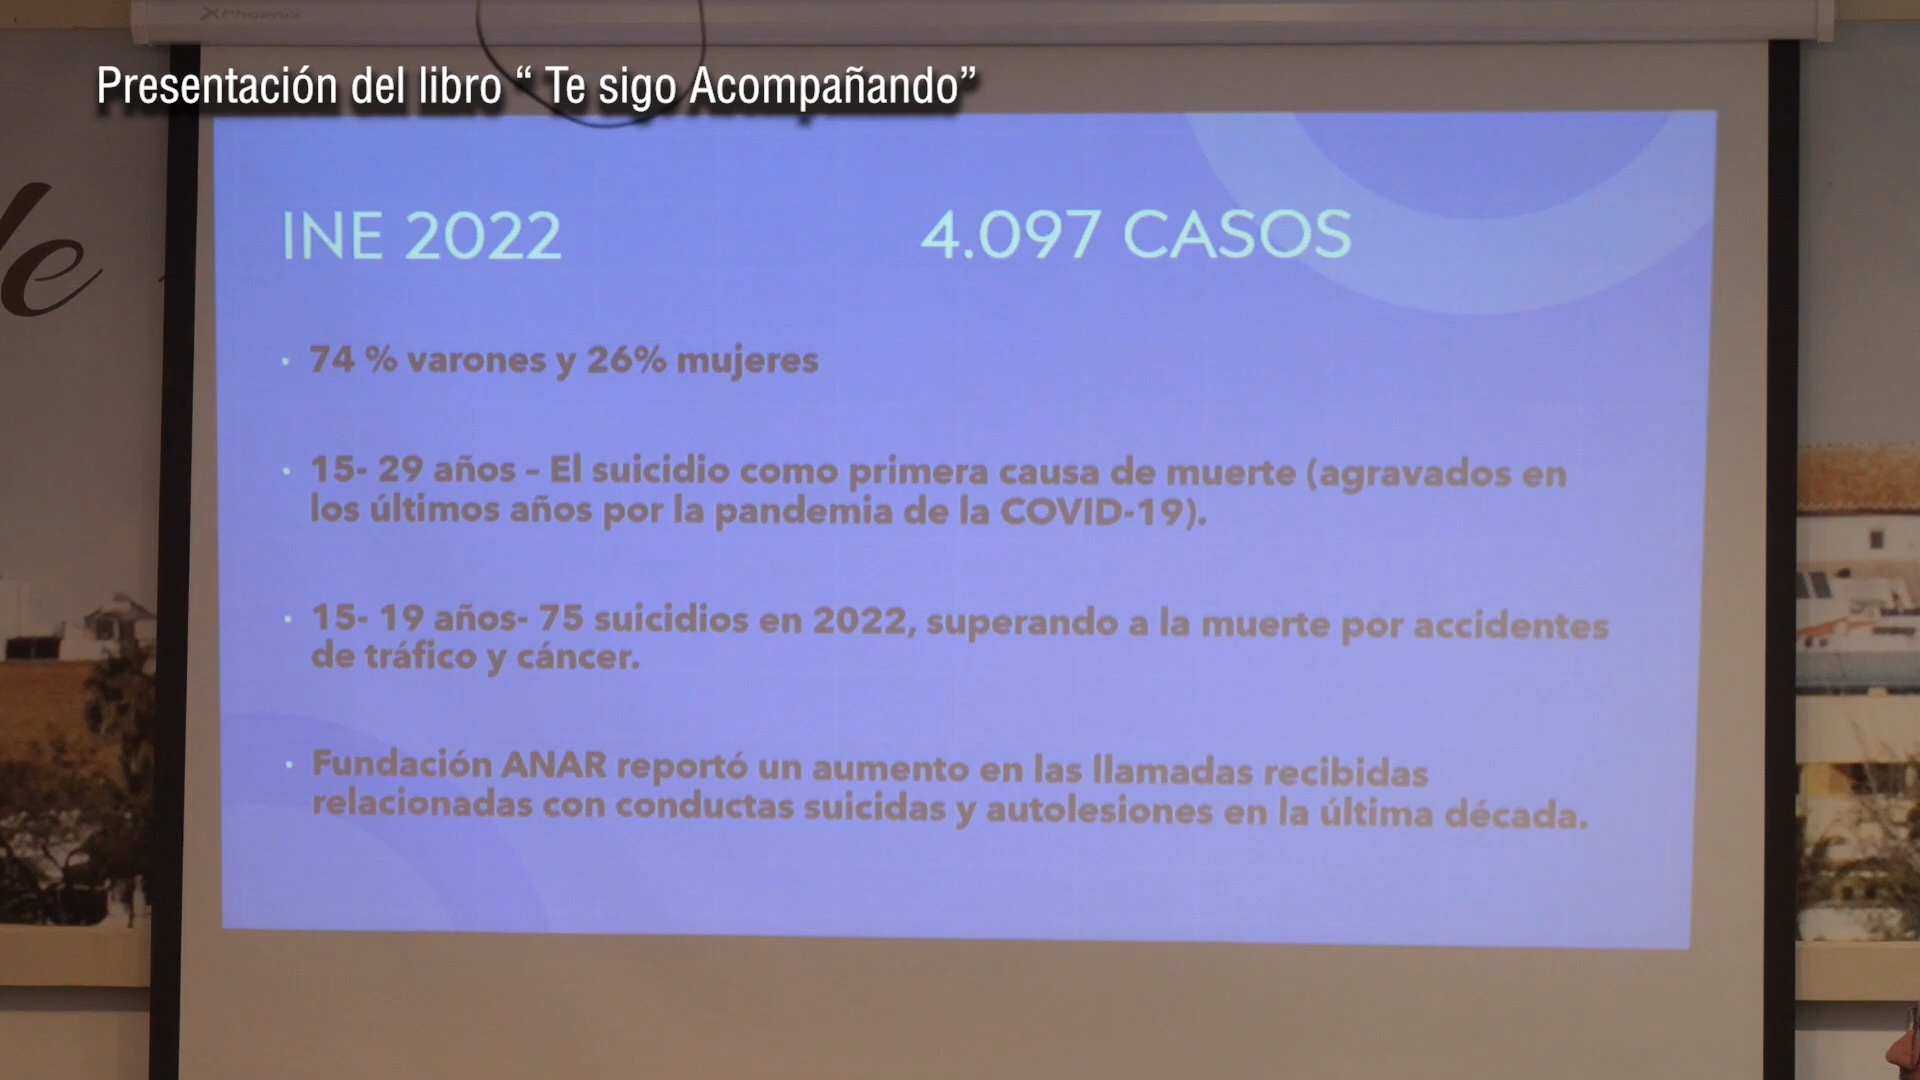 Phoenix
Presentación del libro “ Te sigo Acompañando”
INE 2022
4.097 CASOS
de
· 74 % varones y 26% mujeres
· 15- 29 años - El suicidio como primera causa de muerte (agravados en
los últimos años por la pandemia de la COVID-19).
· 15- 19 años- 75 suicidios en 2022, superando a la muerte por accidentes
de tráfico y cáncer.
· Fundación ANAR reportó un aumento en las llamadas recibidas
relacionadas con conductas suicidas y autolesiones en la última década.